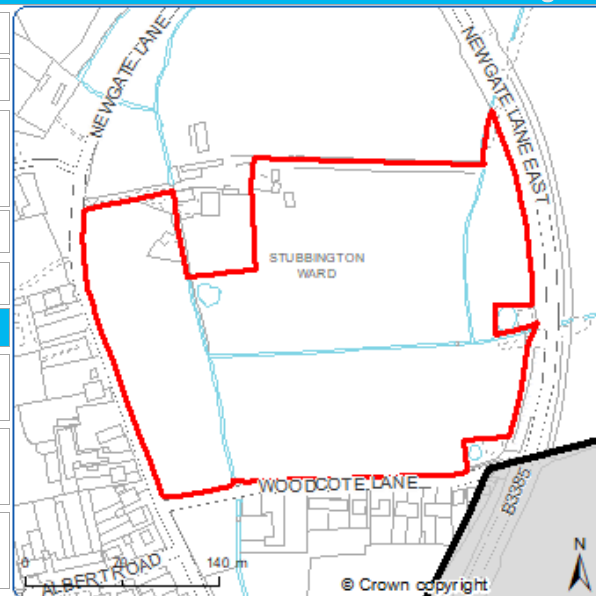 NEWGATE LANE
NEWGATE LANE EAST
STUBBINGTON
WARD
WOODCOTE LANE
B3385
ALBERT ROAD
0
140 m
N
© Crown copyright